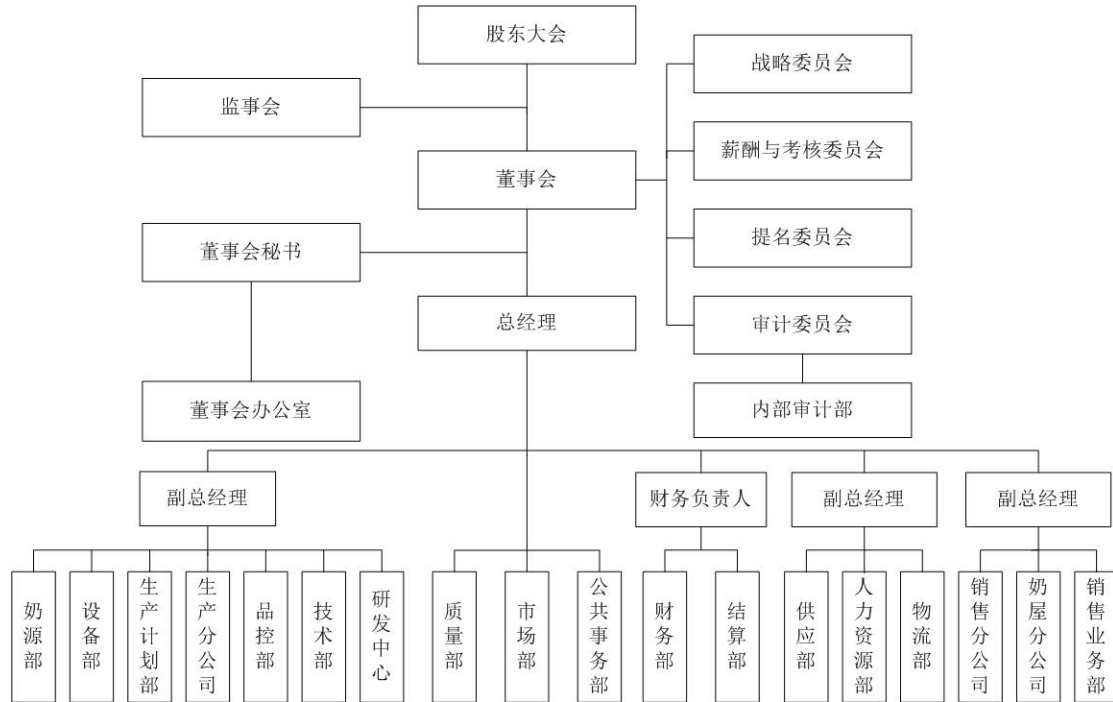 股东大会
战略委员会
监事会
薪酬与考核委员会
董事会
提名委员会
董事会秘书
总经理
审计委员会
董事会办公室
内部审计部
副总经理
财务负责人
副总经理
副总经理
奶源部
设备部
生产计划部
生产分公司
品控部
技术部
研发中心
质量部
市场部
公共事务部
财务部
结算部
供应部
人力资源部
物流部
销售分公司
奶屋分公司
销售业务部